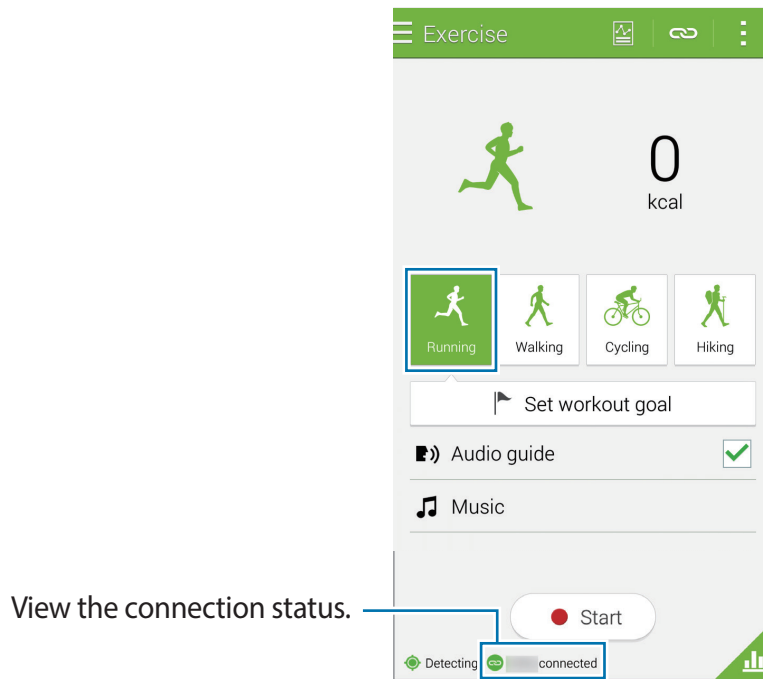 Exercise
0
kcal
Running Walking Cycling Hiking
Set workout goal
Audio guide
Music
View the connection status.
Start
Detecting connected